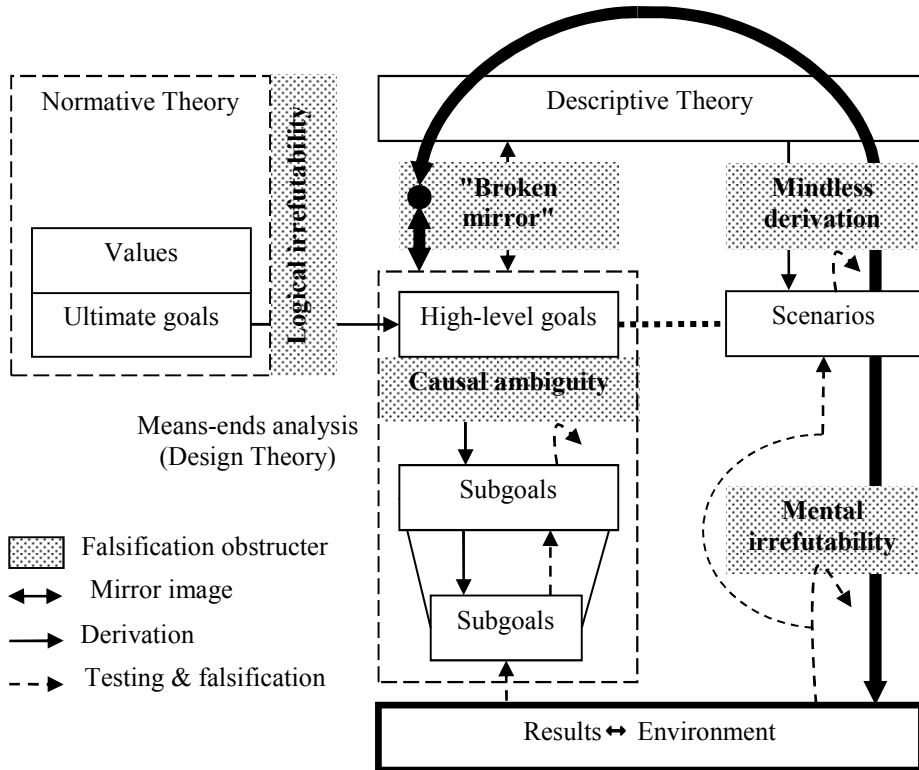 Normative Theory
Values
Ultimate goals
Logical irrefutability
Descriptive Theory
"Broken
mirror"
Mindless
derivation
High-level goals
Scenarios
Causal ambiguity
Means-ends analysis
(Design Theory)
Subgoals
Subgoals
Mental
irrefutability
Falsification obstructer
Mirror image
Derivation
Testing & falsification
Results ↔ Environment